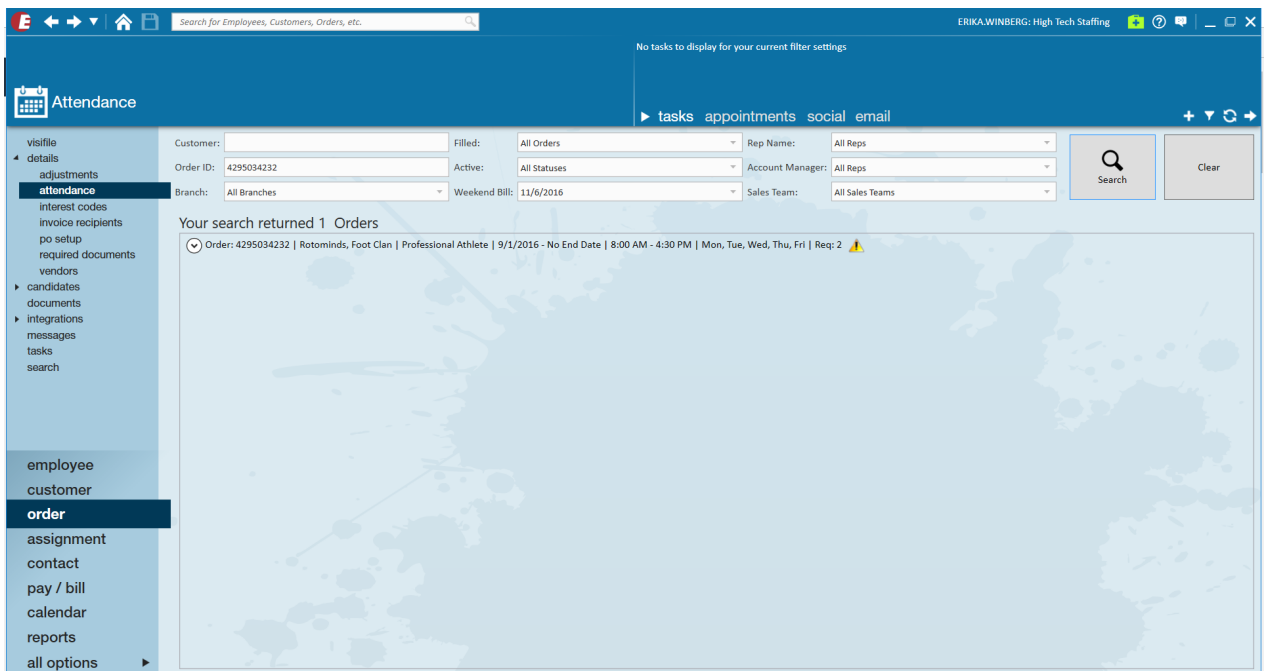 Search for Employees, Customers, Orders, etc.
ERIKA.WINBERG: High Tech Staffing
No tasks to display for your current filter settings
Attendance
tasks appointments social email
visifile
details
adjustments
attendance
interest codes
invoice recipients
po setup
required documents
vendors
candidates
documents
integrations
messages
tasks
search
employee
customer
order
assignment
contact
pay / bill
calendar
reports
all options
Customer: Filled: All Orders Rep Name: All Reps
Order ID: 4295034232 Active: All Statuses Account Manager: All Reps
Branch: All Branches Weekend Bill: 11/6/2016 Sales Team: All Sales Teams
Search
Clear
Your search returned 1 Orders
Order: 4295034232 | Rotominds, Foot Clan | Professional Athlete | 9/1/2016 - No End Date | 8:00 AM - 4:30 PM | Mon, Tue, Wed, Thu, Fri | Req: 2